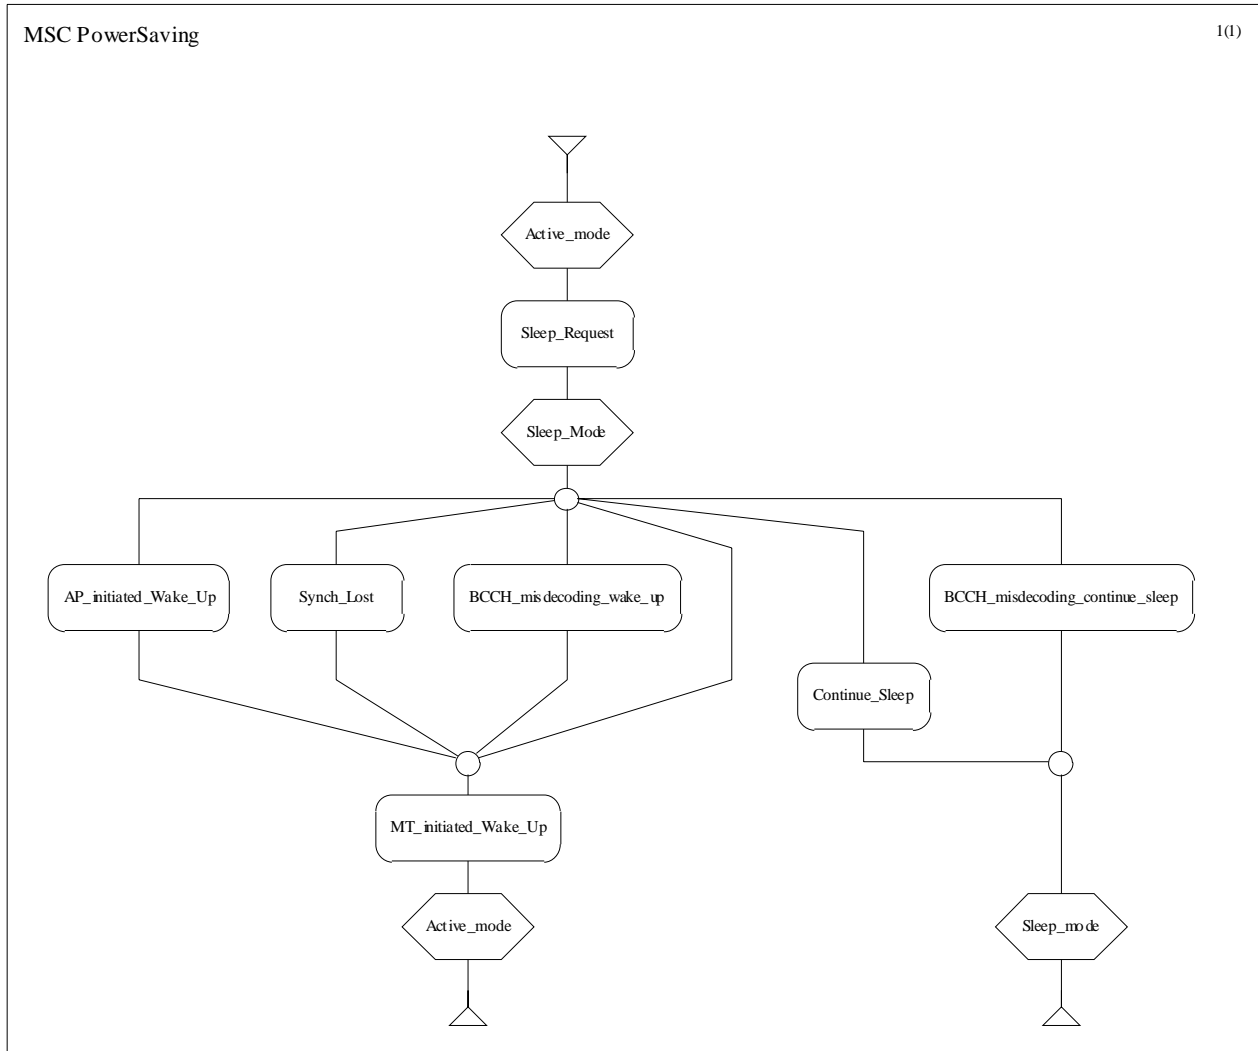 MSC PowerSaving
1(1)
Active_mode
Sleep_Request
Sleep_Mode
AP_initiated_Wake_Up
Synch_Lost
BCCH_misdecoding_wake_up
BCCH_misdecoding_continue_sleep
Continue_Sleep
MT_initiated_Wake_Up
Active_mode
Sleep_mode